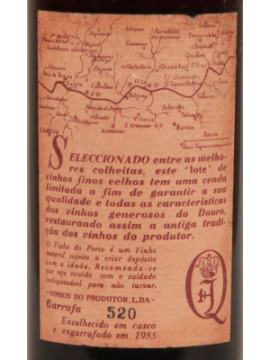 SELECCIONADO entre as melho-
res colheitas, este "lote" de
vinhos finos velhos tem uma venda
limitada a fim de garantir a sua
qualidade e todas as características
dos vinhos generosos do Douro,
restaurando assim a antiga tradi-
ção dos vinhos do produtor.
O Vinho do Porto é um Vinho
natural sujeito a criar depósito
com a idade. Recomenda-se
que seja servido com o cuidado
indispensável para não turvar.
-VINHOS DO PRODUTOR, L.DA-
Garrafa 520
Envelhecido em casco
e engarrafado em 1985